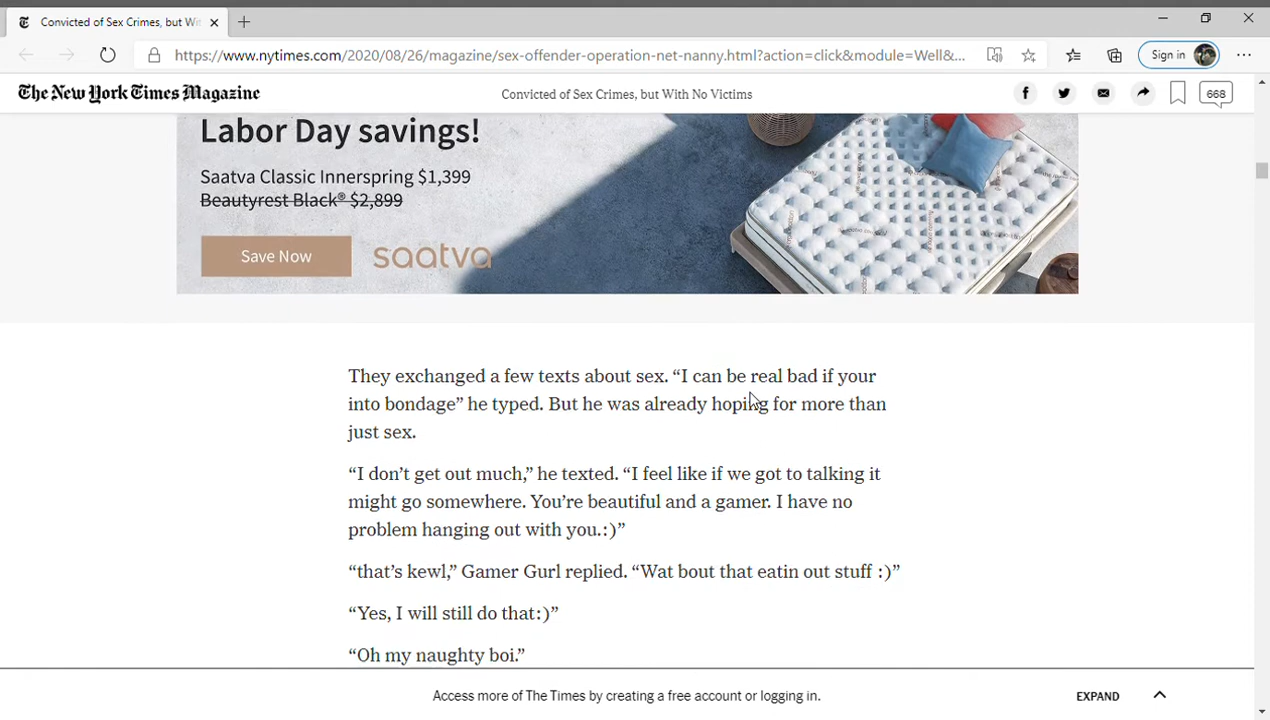 Convicted of Sex Crimes, but Wit
https://www.nytimes.com/2020/08/26/magazine/sex-offender-operation-net-nanny.html?action=click&module=Well&...
Sign in
The New York Times Magazine
Convicted of Sex Crimes, but With No Victims
668
Labor Day savings!
Saatva Classic Innerspring $1,399
Beautyrest Black® $2,899
Save Now
saatva
They exchanged a few texts about sex. “I can be real bad if your
into bondage” he typed. But he was already hoping for more than
just sex.
“I don’t get out much,” he texted. “I feel like if we got to talking it
might go somewhere. You’re beautiful and a gamer. I have no
problem hanging out with you.:)”
“that’s kewl,” Gamer Gurl replied. “Wat bout that eatin out stuff :)”
“Yes, I will still do that:)”
“Oh my naughty boi.”
Access more of The Times by creating a free account or logging in.
EXPAND